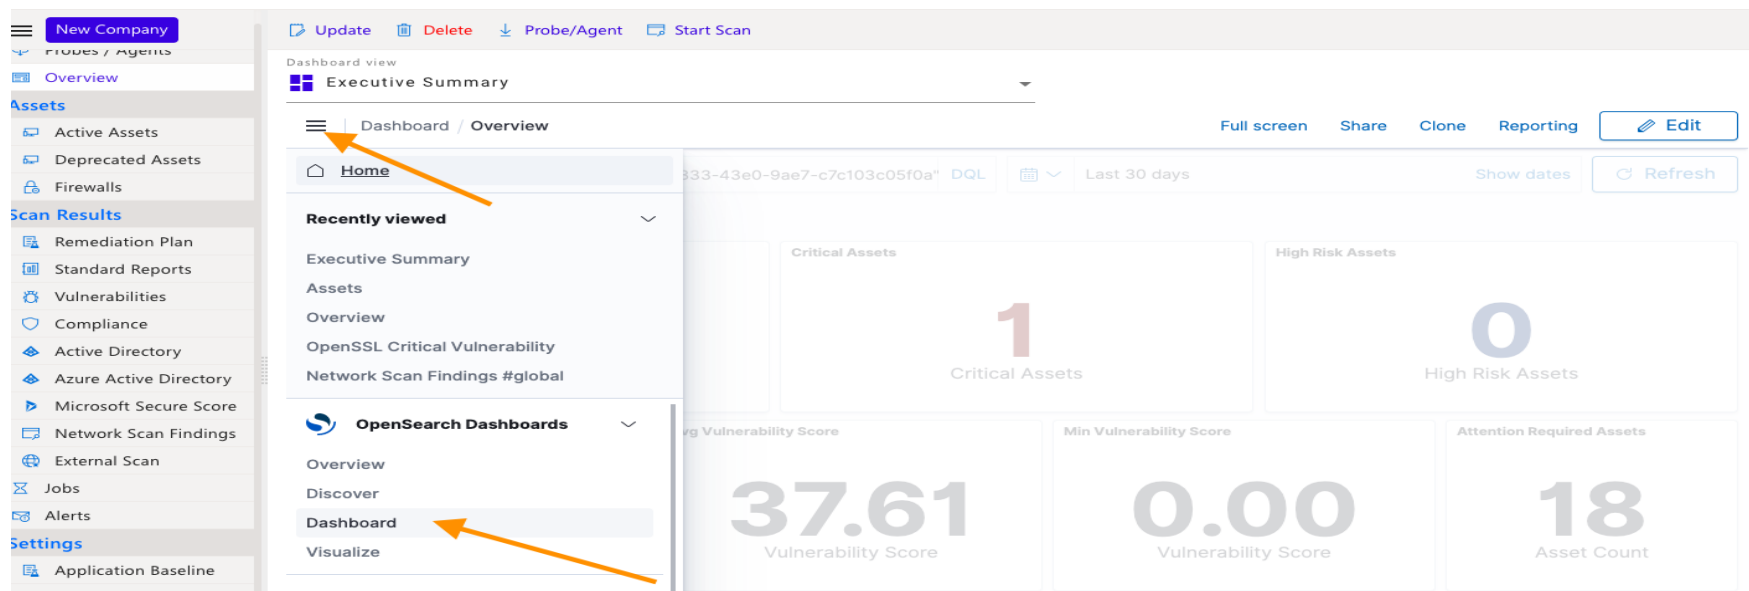 New Company
Update
Delete
Probe/Agent
Start Scan
Probes / Agents
Overview
Assets
Active Assets
Deprecated Assets
Firewalls
Scan Results
Remediation Plan
Standard Reports
Vulnerabilities
Compliance
Active Directory
Azure Active Directory
Microsoft Secure Score
Network Scan Findings
External Scan
Jobs
Alerts
Settings
Application Baseline
Dashboard view
Executive Summary
Dashboard / Overview
Full screen
Share
Clone
Reporting
Edit
Home
Recently viewed
Executive Summary
Assets
Overview
OpenSSL Critical Vulnerability
Network Scan Findings #global
OpenSearch Dashboards
Overview
Discover
Dashboard
Visualize
333-43e0-9ae7-c7c103c05f0a" DQL
Last 30 days
Show dates
Refresh
Critical Assets
1
Critical Assets
High Risk Assets
0
High Risk Assets
vg Vulnerability Score
37.61
Vulnerability Score
Min Vulnerability Score
0.00
Vulnerability Score
Attention Required Assets
18
Asset Count